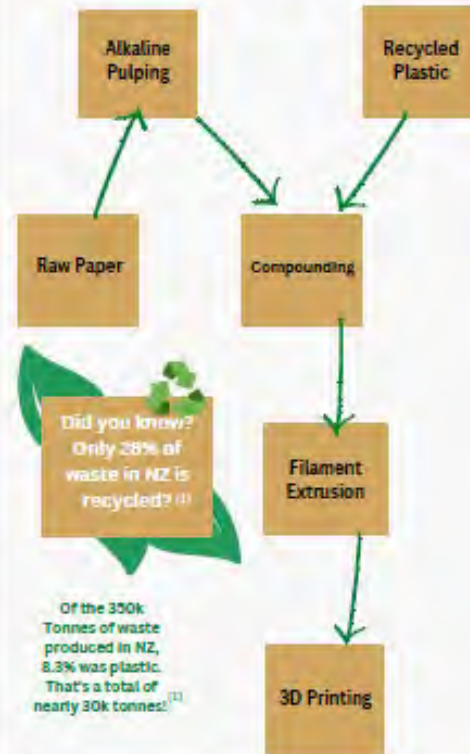 Alkaline
Pulping
Recycled
Plastic
Raw Paper
Compounding
Did you know?
Only 28% of
waste in NZ is
recycled? (1)
Filament
Extrusion
Of the 350k
Tonnes of waste
produced in NZ,
8.3% was plastic.
That's a total of
nearly 30k tonnes! (1)
3D Printing